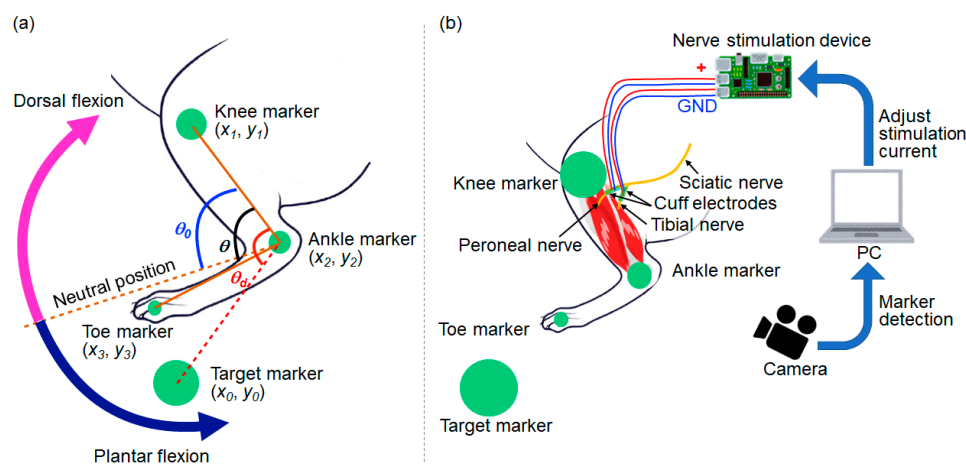 (a)
Dorsal flexion
Knee marker
(x1, y1)
θ0
θ
Ankle marker
(x2, y2)
θd
Neutral position
Toe marker
(x3, y3)
Target marker
(x0, y0)
Plantar flexion
(b)
Nerve stimulation device
+
GND
Adjust
stimulation
current
Knee marker
Sciatic nerve
Cuff electrodes
Tibial nerve
Peroneal nerve
PC
Ankle marker
Marker
detection
Toe marker
Camera
Target marker